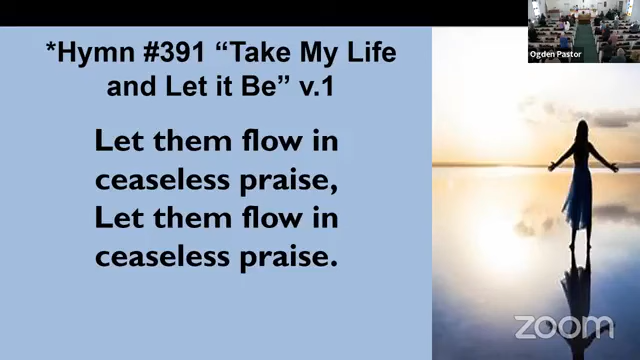 *Hymn #391 “Take My Life
and Let it Be” v.1
Let them flow in
ceaseless praise,
Let them flow in
ceaseless praise.
Ogden Pastor
zoom